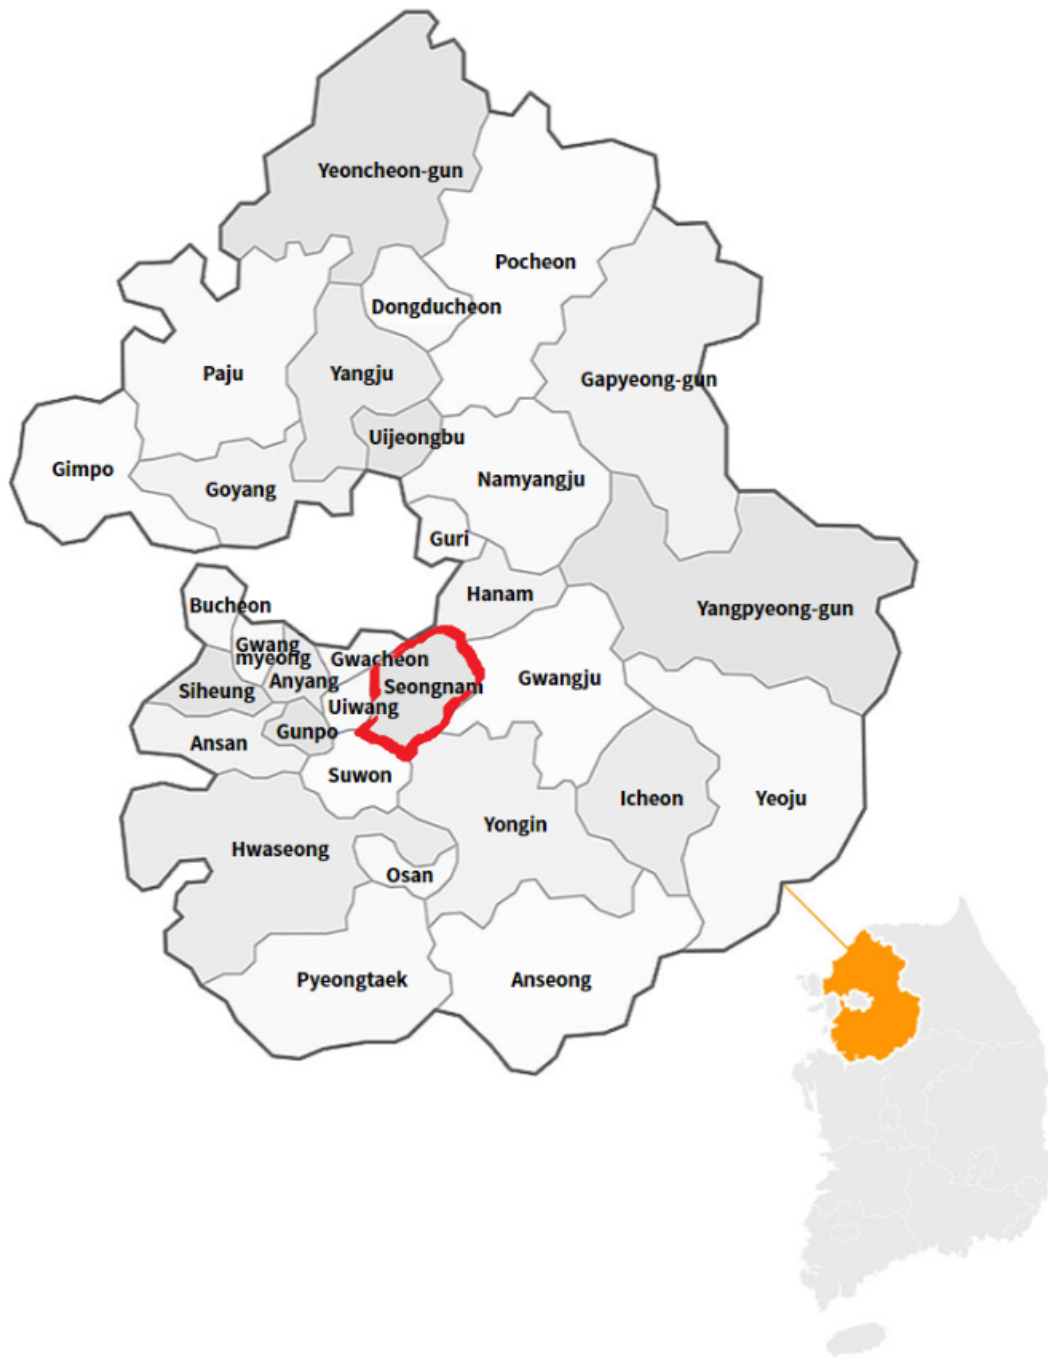 Yeoncheon-gun
Pocheon
Dongducheon
Paju
Yangju
Gapyeong-gun
Uijeongbu
Gimpo
Goyang
Namyangju
Guri
Hanam
Bucheon
Yangpyeong-gun
Gwang
myeong
Gwacheon
Anyang
Seongnam
Gwangju
Siheung
Uiwang
Gunpo
Ansan
Suwon
Icheon
Yeoju
Yongin
Hwaseong
Osan
Pyeongtaek
Anseong